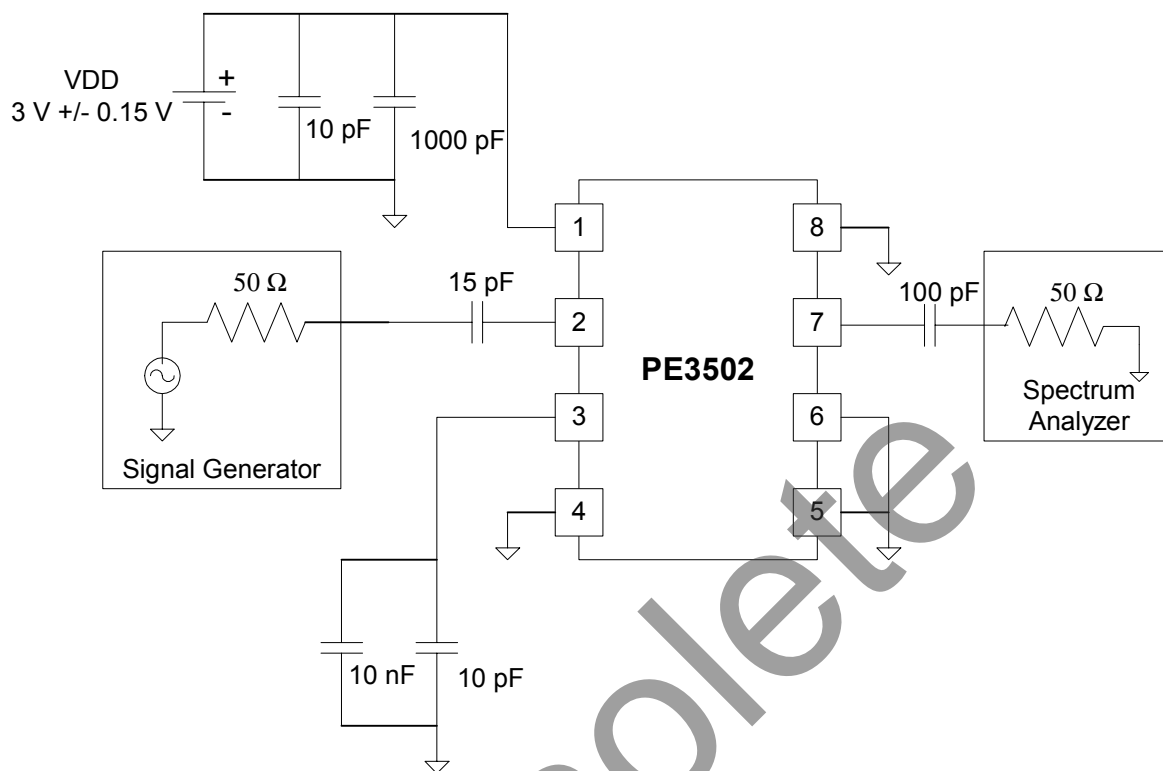 VDD
3 V +/- 0.15 V
+
-
10 pF
1000 pF
1
8
50 Ω
15 pF
2
7
100 pF
50 Ω
PE3502
Spectrum
Analyzer
3
6
Signal Generator
4
5
10 nF
10 pF